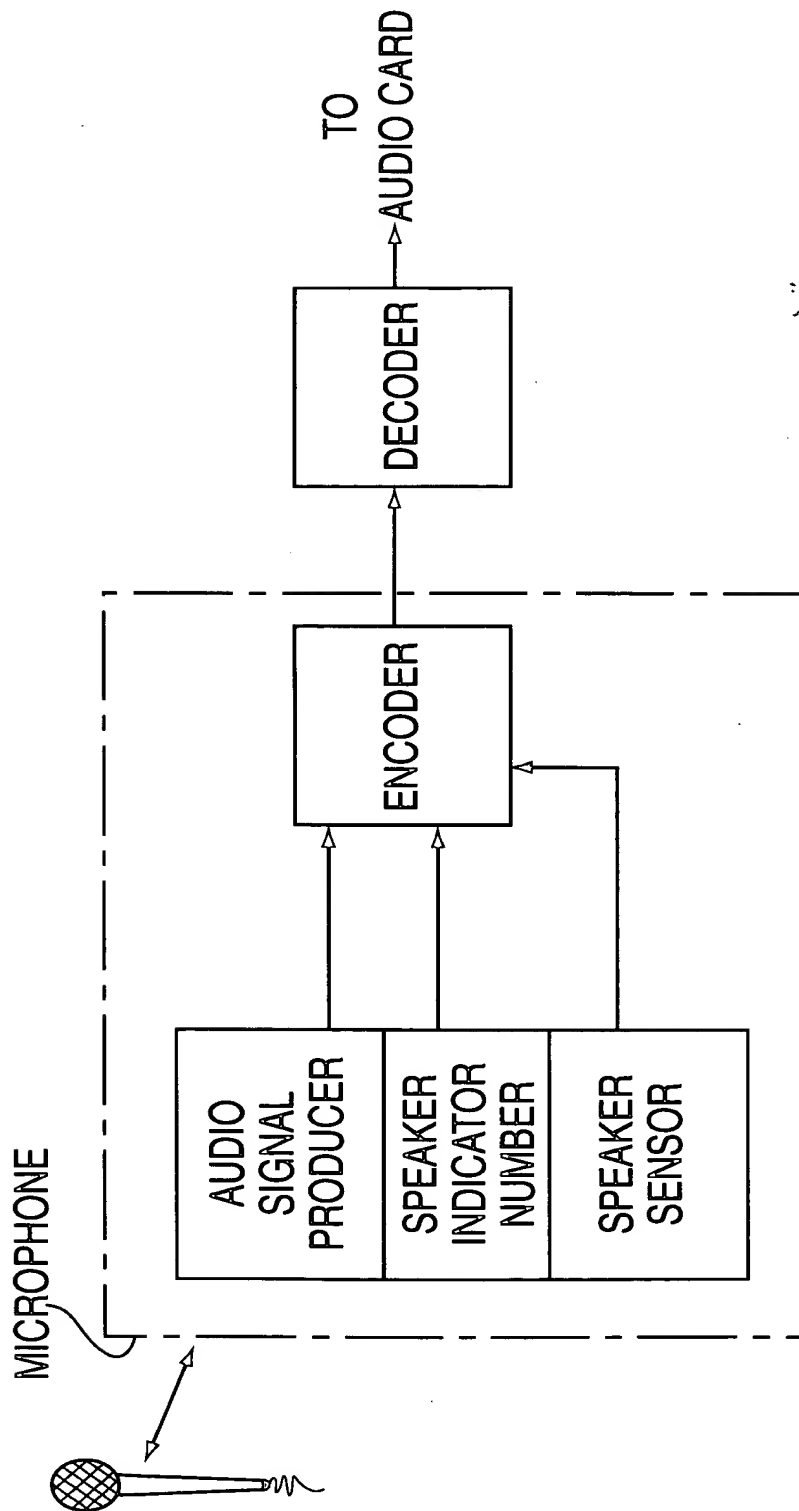 MICROPHONE
AUDIO
SIGNAL
PRODUCER
SPEAKER
INDICATOR
NUMBER
SPEAKER
SENSOR
ENCODER
DECODER
TO
AUDIO CARD